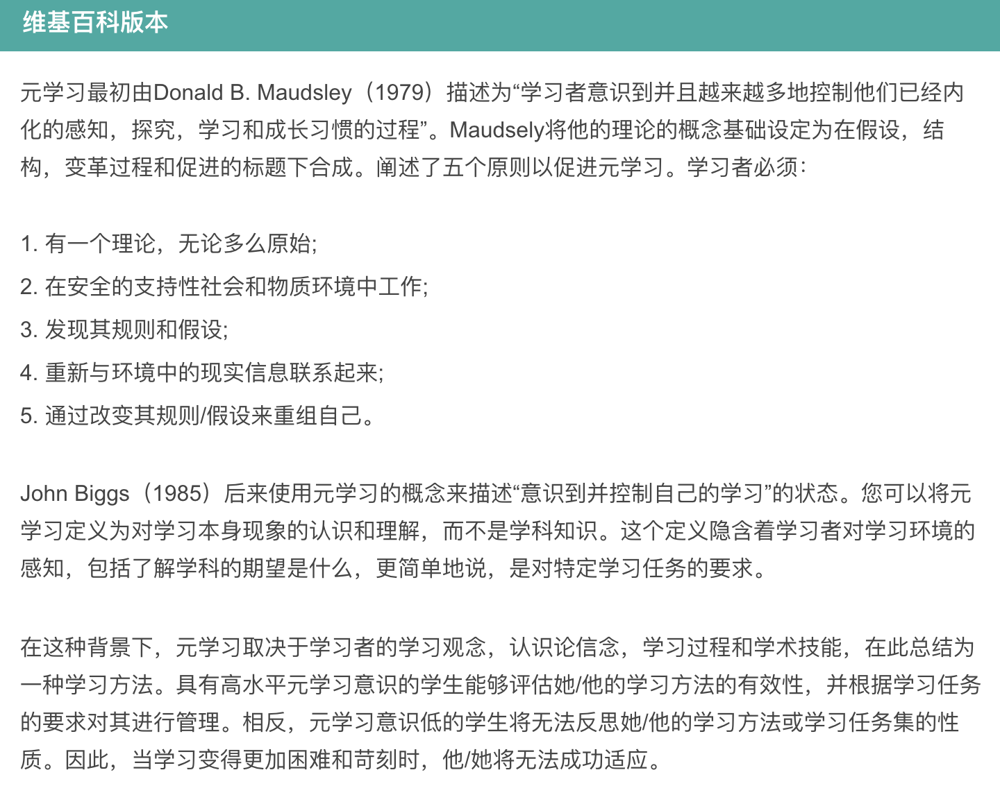 维基百科版本
元学习最初由Donald B. Maudsley（1979）描述为“学习者意识到并且越来越多地控制他们已经内
化的感知，探究，学习和成长习惯的过程”。Maudsely将他的理论的概念基础设定为在假设，结
构，变革过程和促进的标题下合成。阐述了五个原则以促进元学习。学习者必须：
1. 有一个理论，无论多么原始;
2. 在安全的支持性社会和物质环境中工作;
3. 发现其规则和假设;
4. 重新与环境中的现实信息联系起来;
5. 通过改变其规则/假设来重组自己。
John Biggs（1985）后来使用元学习的概念来描述“意识到并控制自己的学习”的状态。您可以将元
学习定义为对学习本身现象的认识和理解，而不是学科知识。这个定义隐含着学习者对学习环境的
感知，包括了解学科的期望是什么，更简单地说，是对特定学习任务的要求。
在这种背景下，元学习取决于学习者的学习观念，认识论信念，学习过程和学术技能，在此总结为
一种学习方法。具有高水平元学习意识的学生能够评估她/他的学习方法的有效性，并根据学习任务
的要求对其进行管理。相反，元学习意识低的学生将无法反思她/他的学习方法或学习任务集的性
质。因此，当学习变得更加困难和苛刻时，他/她将无法成功适应。